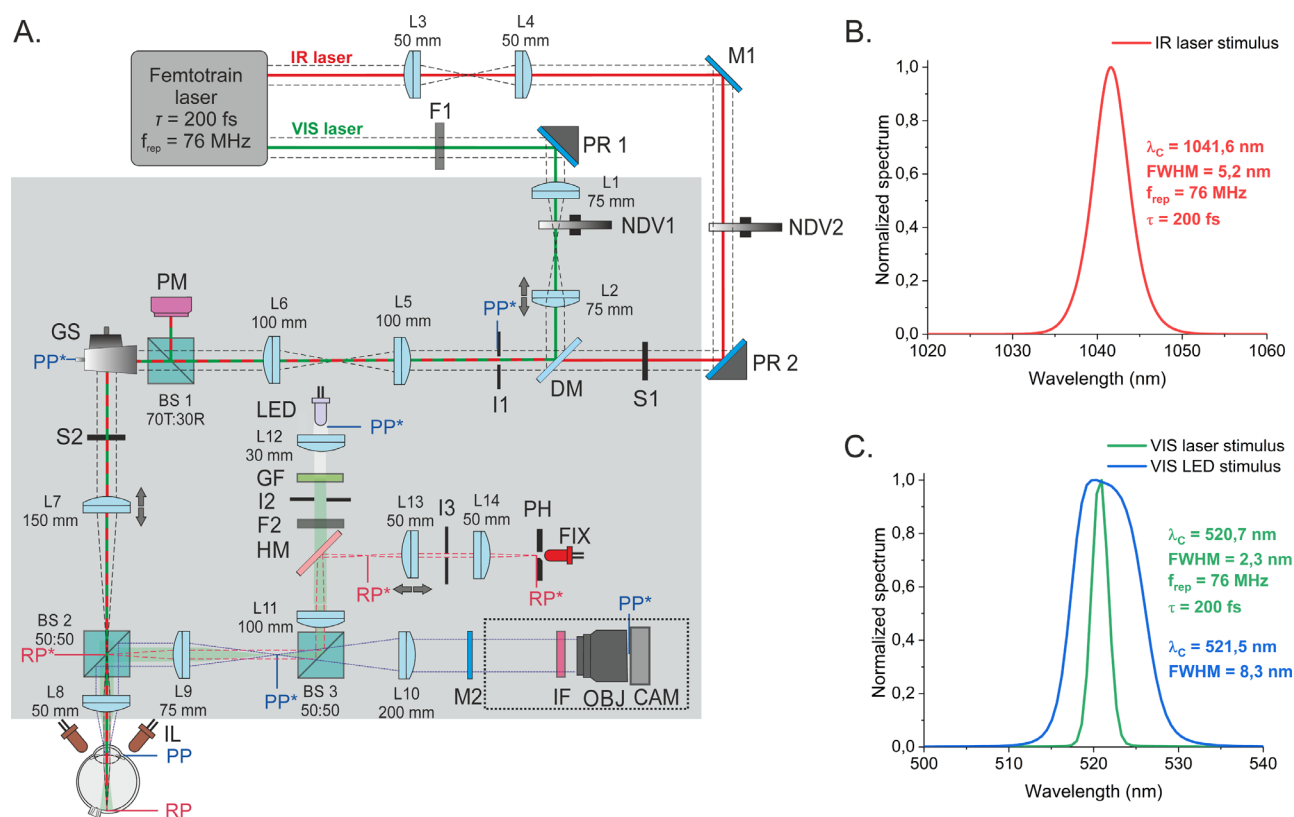 A.
L3
50 mm
L4
50 mm
M1
IR laser
Femtotrain
laser
τ = 200 fs
f_rep = 76 MHz
VIS laser
F1
PR 1
L1
75 mm
NDV1
NDV2
PM
L6
100 mm
L5
100 mm
PP*
L2
75 mm
GS
PP*
BS 1
70T:30R
I1
DM
S1
PR 2
LED
PP*
S2
L12
30 mm
GF
I2
F2
HM
L7
150 mm
L13
50 mm
I3
L14
50 mm
PH
FIX
RP*
RP*
L11
100 mm
BS 2
50:50
RP*
PP*
L8
50 mm
L9
75 mm
PP*
BS 3
50:50
L10
200 mm
M2
IF
OBJ
CAM
IL
PP
RP
B.
IR laser stimulus
Normalized spectrum
1,0
0,8
0,6
0,4
0,2
0,0
λC = 1041,6 nm
FWHM = 5,2 nm
f_rep = 76 MHz
τ = 200 fs
1020 1030 1040 1050 1060
Wavelength (nm)
C.
VIS laser stimulus
VIS LED stimulus
Normalized spectrum
1,0
0,8
0,6
0,4
0,2
0,0
λC = 520,7 nm
FWHM = 2,3 nm
f_rep = 76 MHz
τ = 200 fs
λC = 521,5 nm
FWHM = 8,3 nm
500 510 520 530 540
Wavelength (nm)